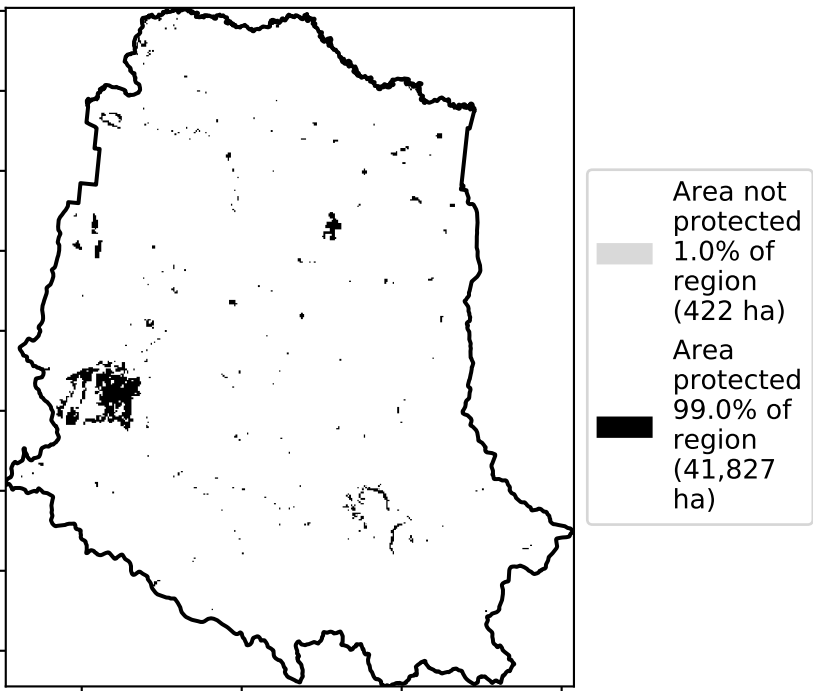 Area not
protected
1.0% of
region
(422 ha)
Area
protected
99.0% of
region
(41,827
ha)